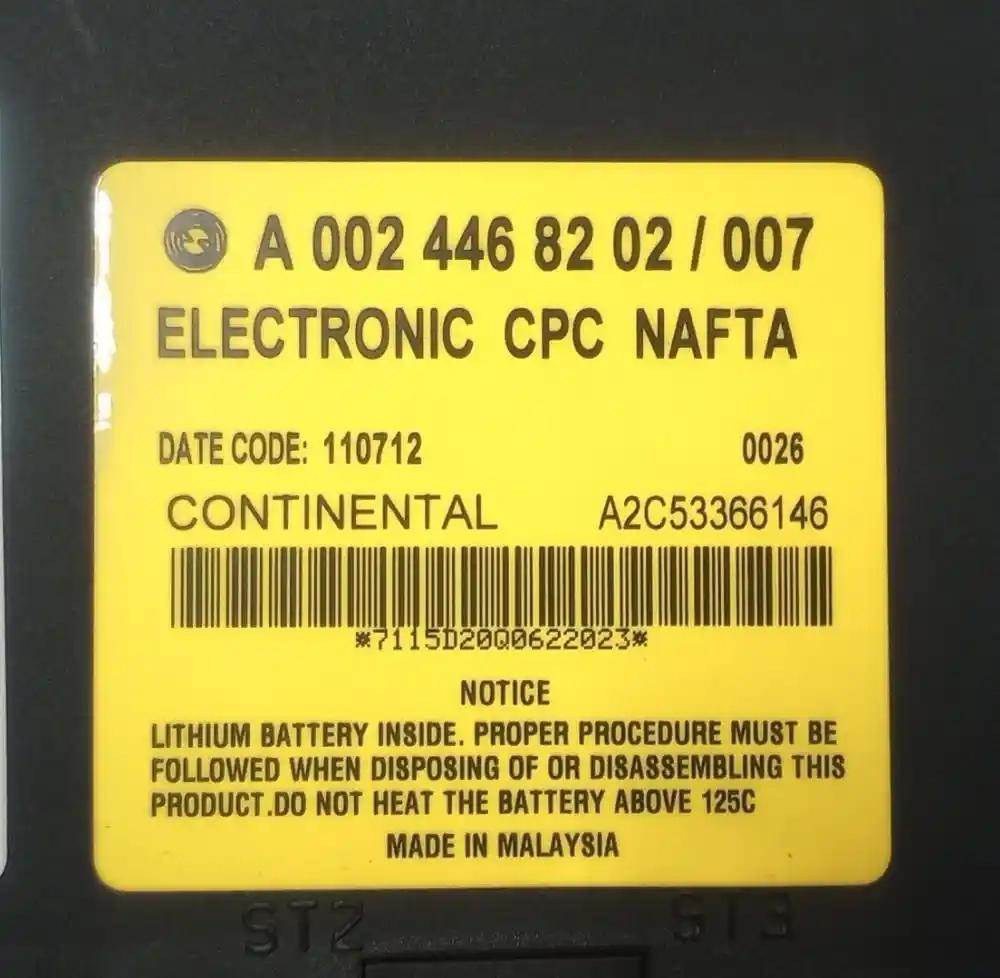 A 002 446 82 02 / 007
ELECTRONIC CPC NAFTA
DATE CODE: 110712 0026
CONTINENTAL A2C53366146
*7115D20Q0622023*
NOTICE
LITHIUM BATTERY INSIDE. PROPER PROCEDURE MUST BE
FOLLOWED WHEN DISPOSING OF OR DISASSEMBLING THIS
PRODUCT.DO NOT HEAT THE BATTERY ABOVE 125C
MADE IN MALAYSIA
ST2 ST3